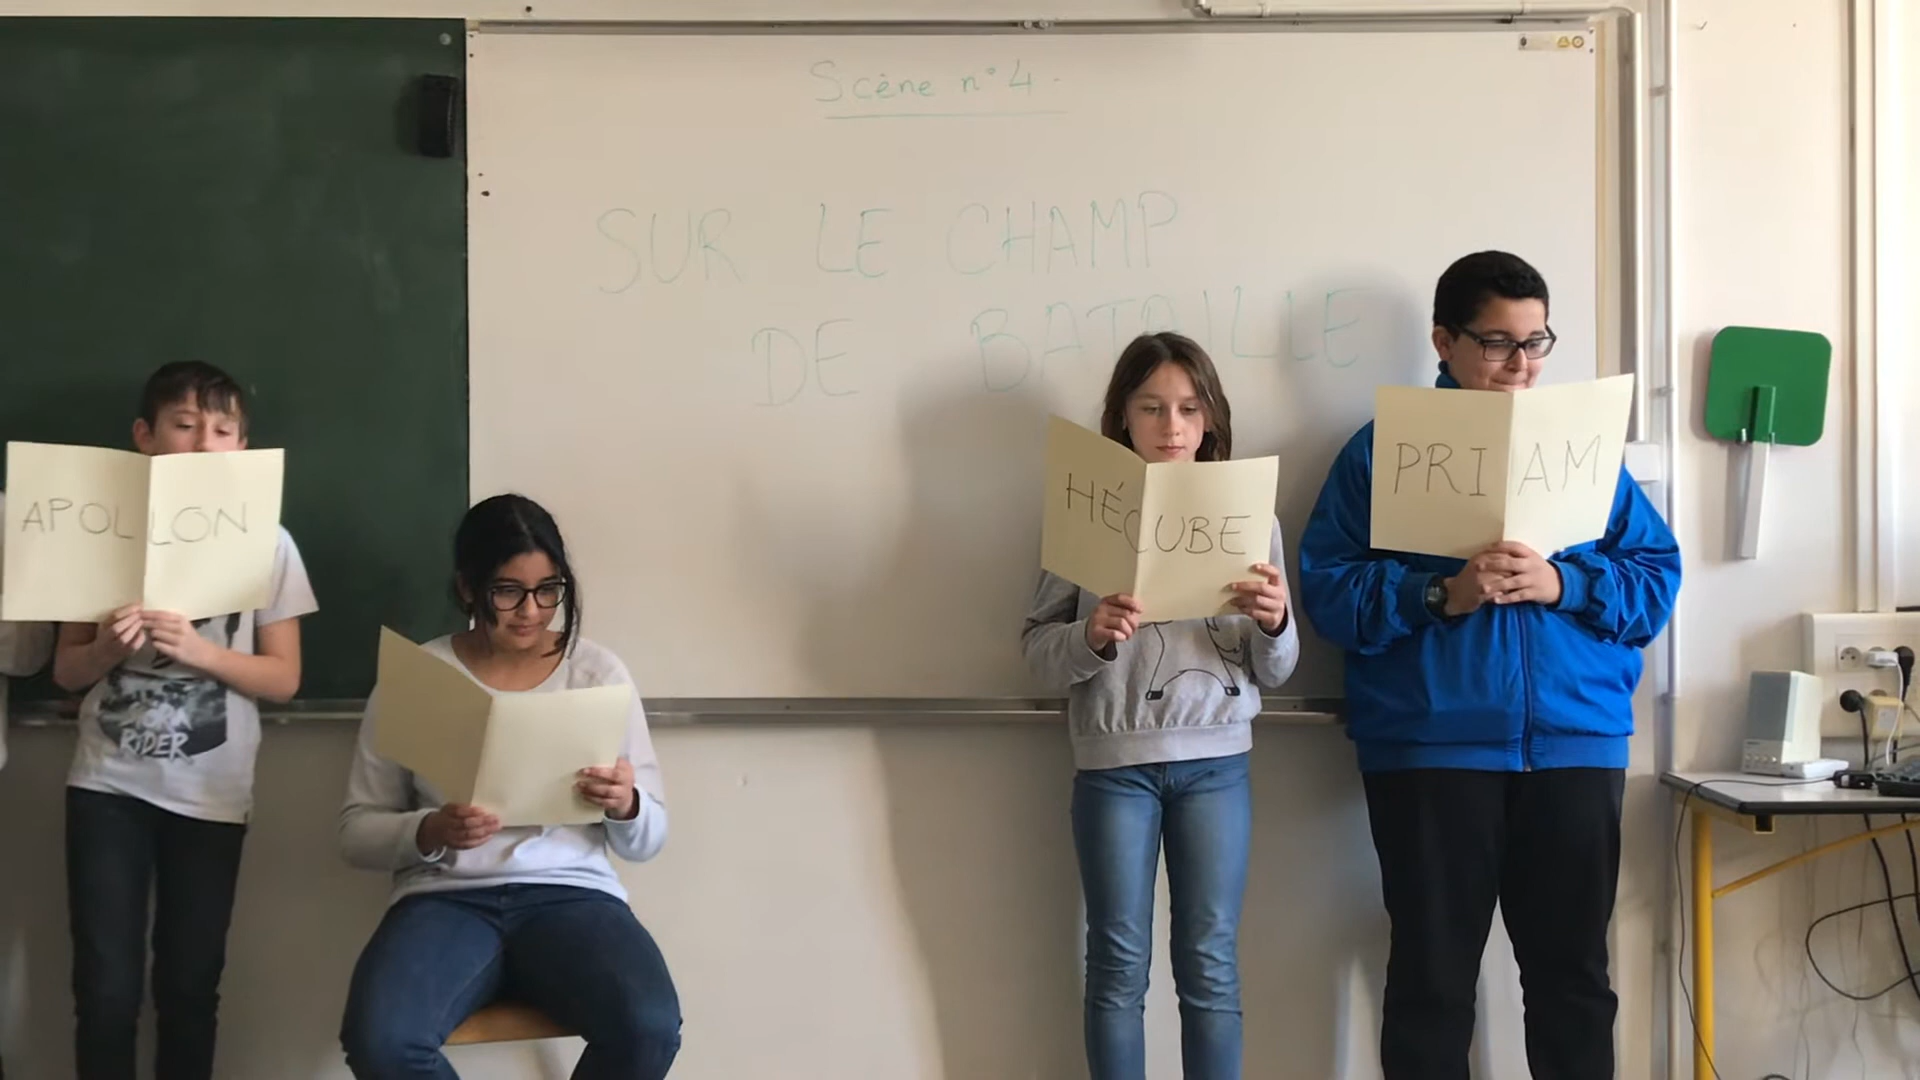 Scène n°4.
SUR LE CHAMP
DE BATAILLE
APOLLON
HÉCUBE
PRIAM
RIDER